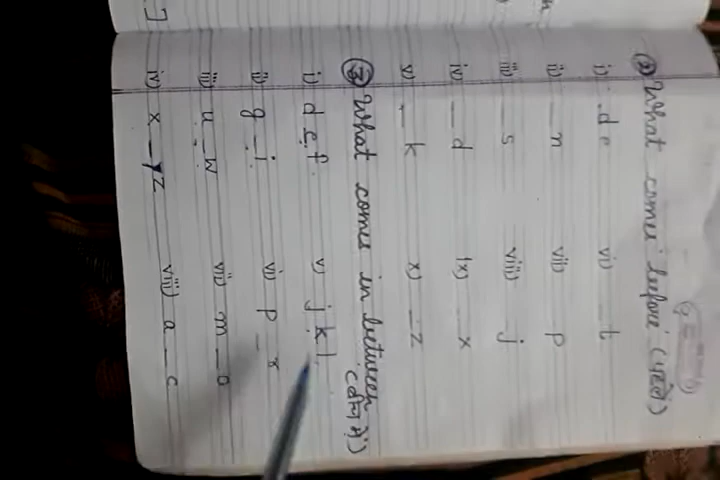 ② What comes before (पहले)
i) d e vi) _ t
ii) _ n vii) _ p
iii) _ s viii) _ j
iv) _ d ix) _ x
v) _ k x) _ z
③ What comes in between
(बीच में)
i) d e f v) j k l
ii) g _ i vi) p _ r
iii) u _ w vii) m _ o
iv) x _ z viii) a _ c